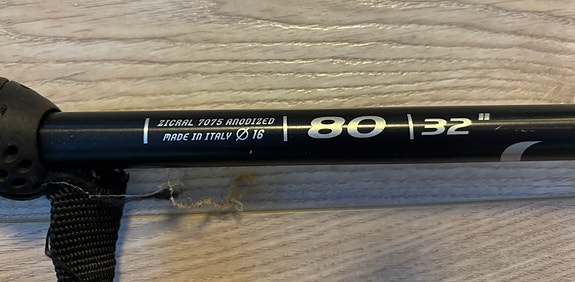 ZICRAL 7075 ANODIZED
MADE IN ITALY Ø 16
80
32"